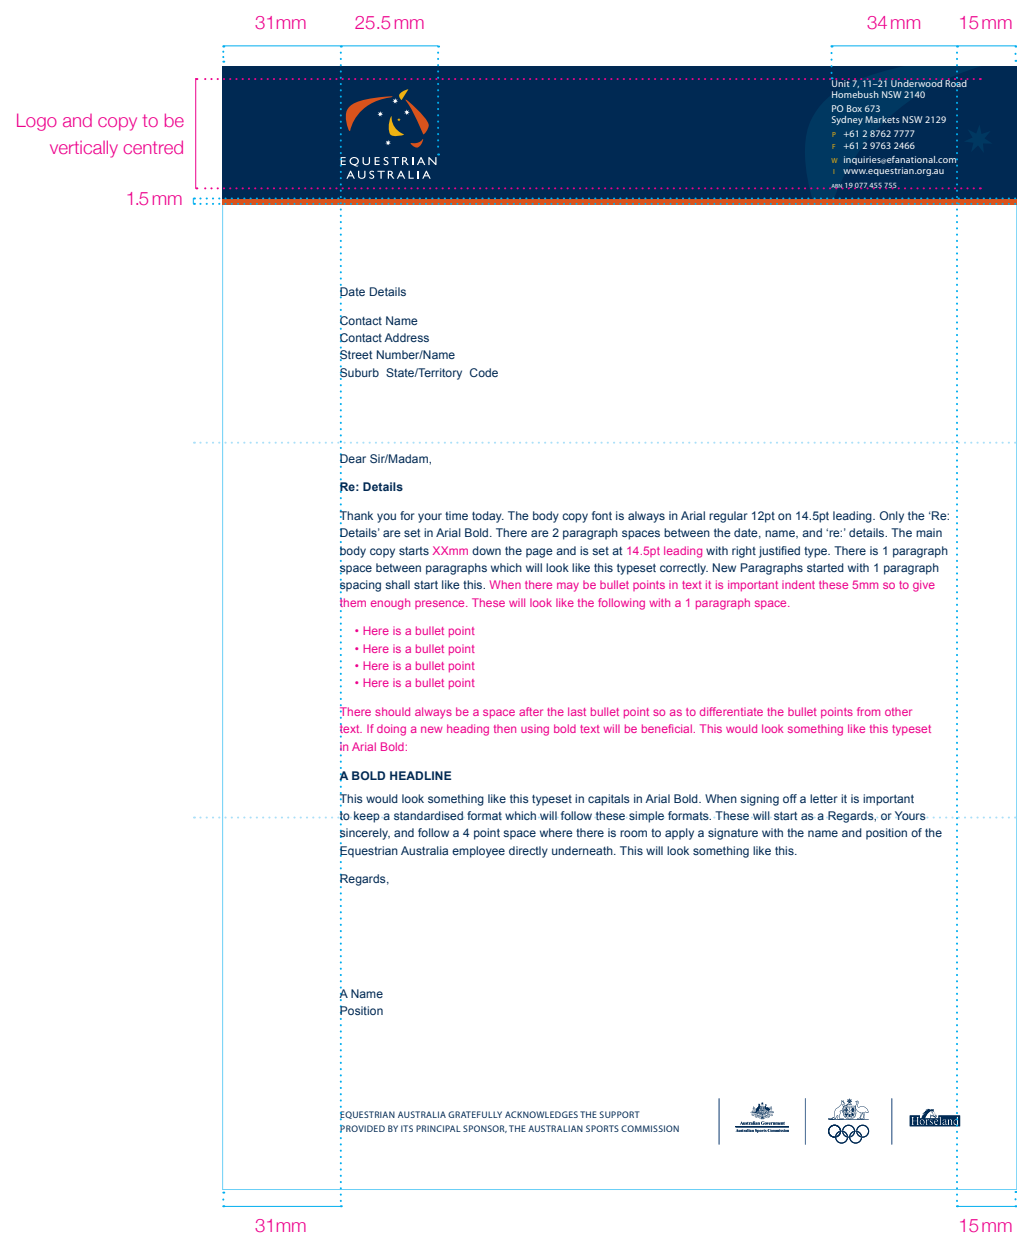 31mm
25.5mm
34mm
15mm
Logo and copy to be
vertically centred
1.5mm
EQUESTRIAN
AUSTRALIA
Unit 7, 11–21 Underwood Road
Homebush NSW 2140
PO Box 673
Sydney Markets NSW 2129
P +61 2 8762 7777
F +61 2 9763 2466
W inquiries@efanational.com
I www.equestrian.org.au
ABN 19 077 455 755
Date Details
Contact Name
Contact Address
Street Number/Name
Suburb State/Territory Code
Dear Sir/Madam,
Re: Details
Thank you for your time today. The body copy font is always in Arial regular 12pt on 14.5pt leading. Only the ‘Re:
Details’ are set in Arial Bold. There are 2 paragraph spaces between the date, name, and ‘re:’ details. The main
body copy starts XXmm down the page and is set at 14.5pt leading with right justified type. There is 1 paragraph
space between paragraphs which will look like this typeset correctly. New Paragraphs started with 1 paragraph
spacing shall start like this. When there may be bullet points in text it is important indent these 5mm so to give
them enough presence. These will look like the following with a 1 paragraph space.
• Here is a bullet point
• Here is a bullet point
• Here is a bullet point
• Here is a bullet point
There should always be a space after the last bullet point so as to differentiate the bullet points from other
text. If doing a new heading then using bold text will be beneficial. This would look something like this typeset
in Arial Bold:
A BOLD HEADLINE
This would look something like this typeset in capitals in Arial Bold. When signing off a letter it is important
to keep a standardised format which will follow these simple formats. These will start as a Regards, or Yours
sincerely, and follow a 4 point space where there is room to apply a signature with the name and position of the
Equestrian Australia employee directly underneath. This will look something like this.
Regards,
A Name
Position
EQUESTRIAN AUSTRALIA GRATEFULLY ACKNOWLEDGES THE SUPPORT
PROVIDED BY ITS PRINCIPAL SPONSOR, THE AUSTRALIAN SPORTS COMMISSION
Australian Government
Australian Sports Commission
Horseland
31mm
15mm